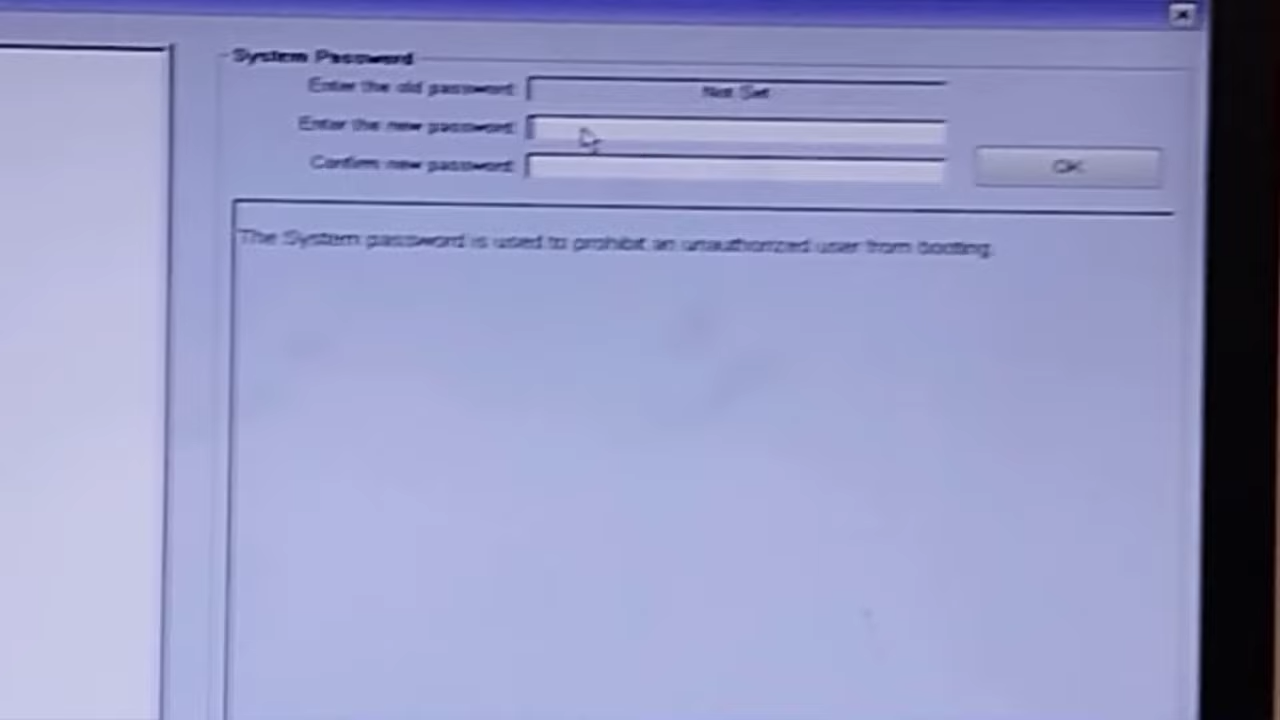 System Password
Enter the old password: Not Set
Enter the new password:
Confirm new password:
OK
The System password is used to prohibit an unauthorized user from booting.